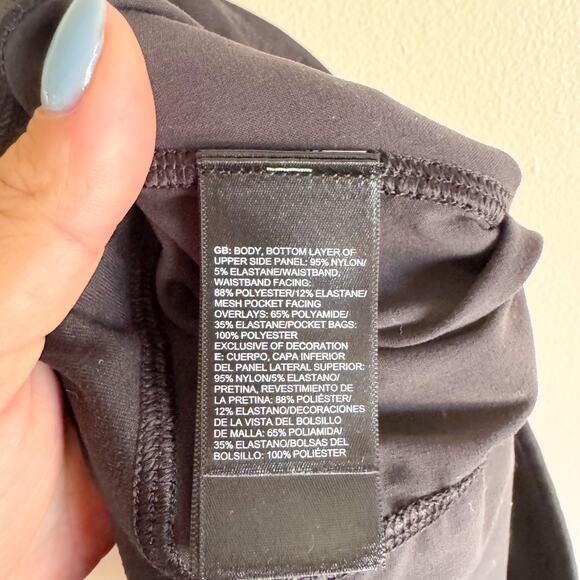 GB: BODY, BOTTOM LAYER OF
UPPER SIDE PANEL: 95% NYLON/
5% ELASTANE/WAISTBAND,
WAISTBAND FACING:
88% POLYESTER/12% ELASTANE/
MESH POCKET FACING
OVERLAYS: 65% POLYAMIDE/
35% ELASTANE/POCKET BAGS:
100% POLYESTER
EXCLUSIVE OF DECORATION
E: CUERPO, CAPA INFERIOR
DEL PANEL LATERAL SUPERIOR:
95% NYLON/5% ELASTANO/
PRETINA, REVESTIMIENTO DE
LA PRETINA: 88% POLIÉSTER/
12% ELASTANO/DECORACIONES
DE LA VISTA DEL BOLSILLO
DE MALLA: 65% POLIAMIDA/
35% ELASTANO/BOLSAS DEL
BOLSILLO: 100% POLIÉSTER